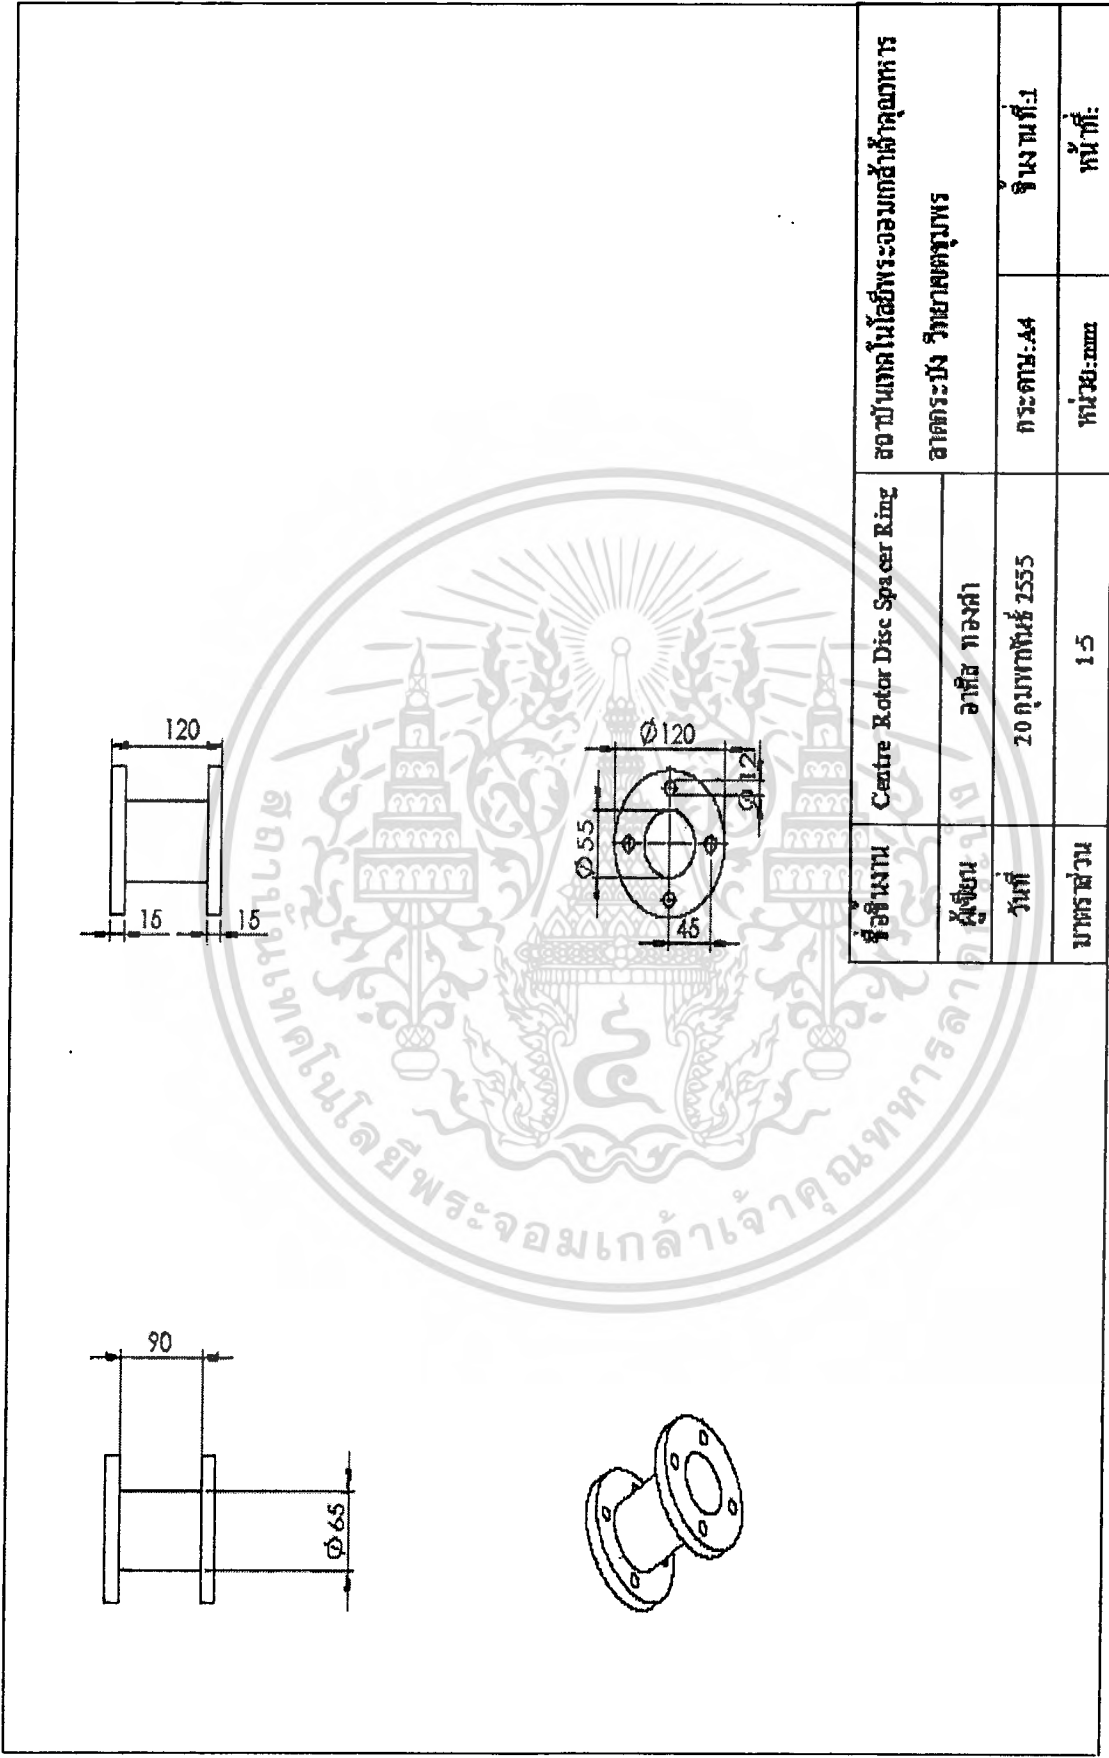 120
15
15
Ø120
Ø12
Ø55
45
90
Ø65
ชื่อชิ้นงาน Centre Rotor Disc Spacer Ring
สถาบันเทคโนโลยีพระจอมเกล้าเจ้าคุณทหาร
ลาดกระบัง วิทยาเขตชุมพร
ผู้เขียน
วันที่ 20 กุมภาพันธ์ 2555 กระดาษ:A4 ชิ้นงานที่:1
มาตราส่วน 1:5 หน่วย:mm หน้าที่:
สถาบันเทคโนโลยีพระจอมเกล้าเจ้าคุณทหารลาดกระบัง